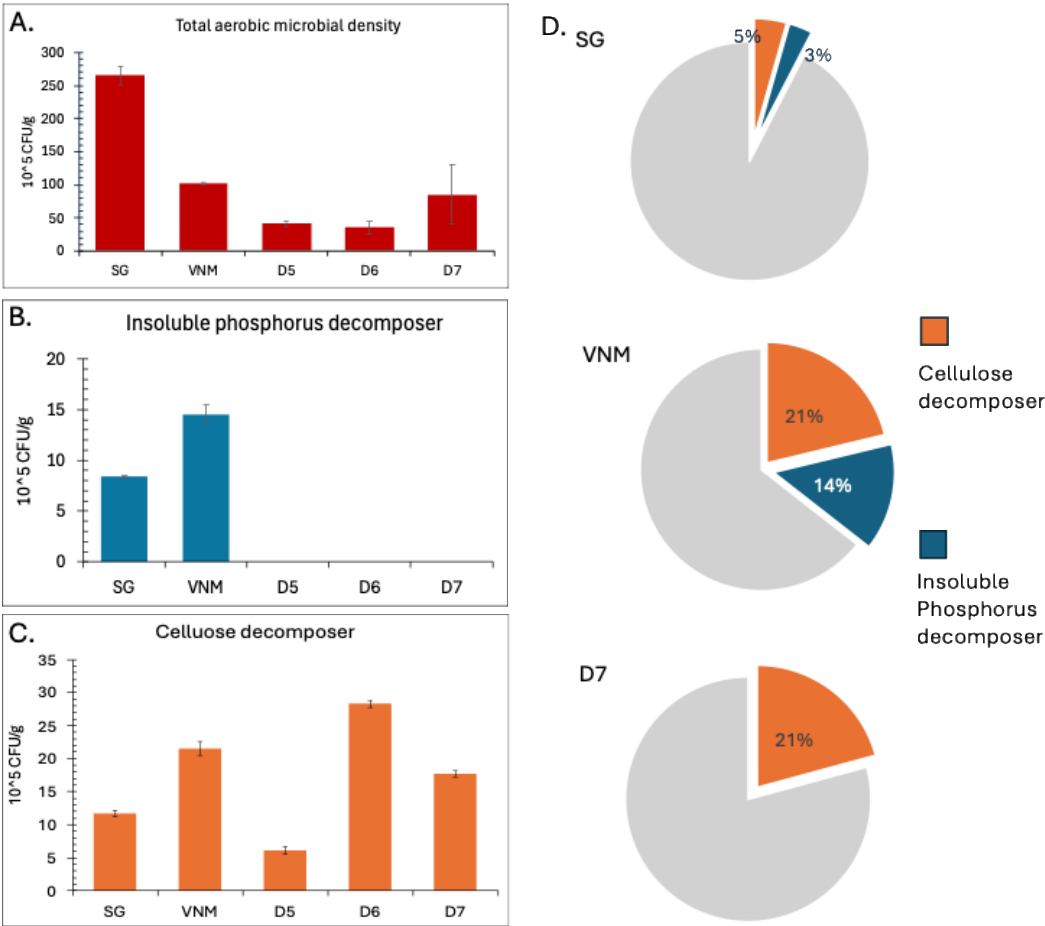 A.
Total aerobic microbial density
10^5 CFU/g
300
250
200
150
100
50
0
SG VNM D5 D6 D7
B.
Insoluble phosphorus decomposer
10^5 CFU/g
20
15
10
5
0
SG VNM D5 D6 D7
C.
Celluose decomposer
10^5 CFU/g
35
30
25
20
15
10
5
0
SG VNM D5 D6 D7
D.
SG
5%
3%
VNM
21%
14%
D7
21%
Cellulose
decomposer
Insoluble
Phosphorus
decomposer